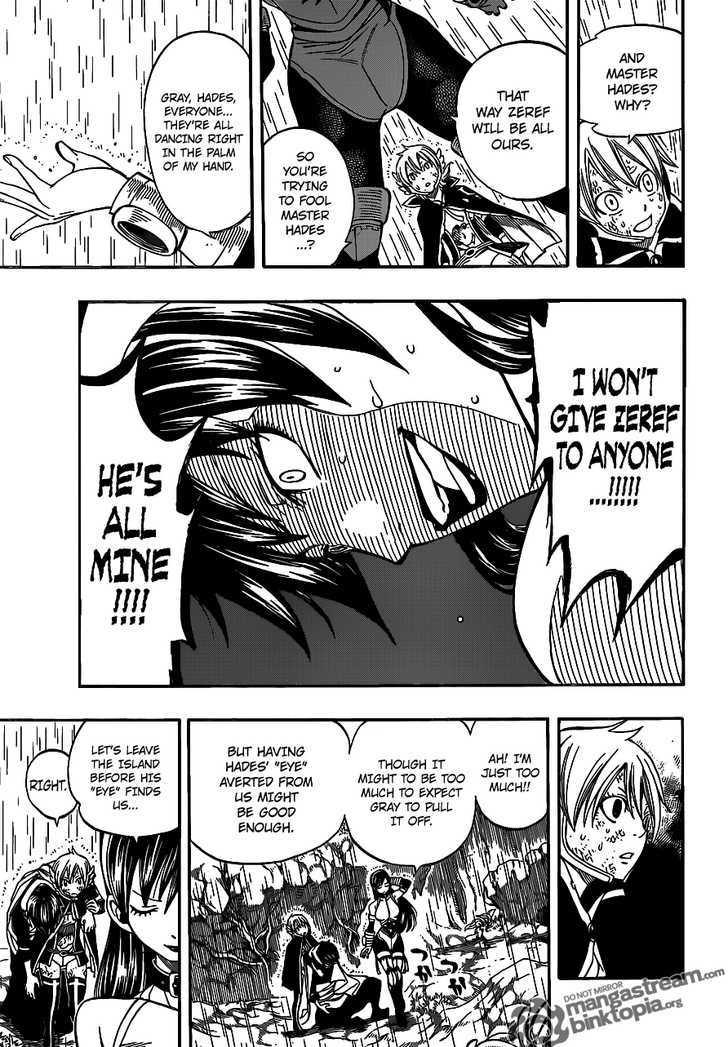 AND
MASTER
HADES?
WHY?
THAT
WAY ZEREF
WILL BE ALL
OURS.
SO
YOU'RE
TRYING
TO FOOL
MASTER
HADES
...?
GRAY, HADES,
EVERYONE...
THEY'RE ALL
DANCING RIGHT
IN THE PALM
OF MY HAND.
I WON'T
GIVE ZEREF
TO ANYONE
........!!!!!
HE'S
ALL
MINE
!!!!
AH! I'M
JUST TOO
MUCH!!
THOUGH IT
MIGHT BE TOO
MUCH TO EXPECT
GRAY TO PULL
IT OFF.
BUT HAVING
HADES' "EYE"
AVERTED FROM
US MIGHT
BE GOOD
ENOUGH.
LET'S LEAVE
THE ISLAND
BEFORE HIS
"EYE" FINDS
US...
RIGHT.
DO NOT MIRROR
mangastream.com
binktopia.org